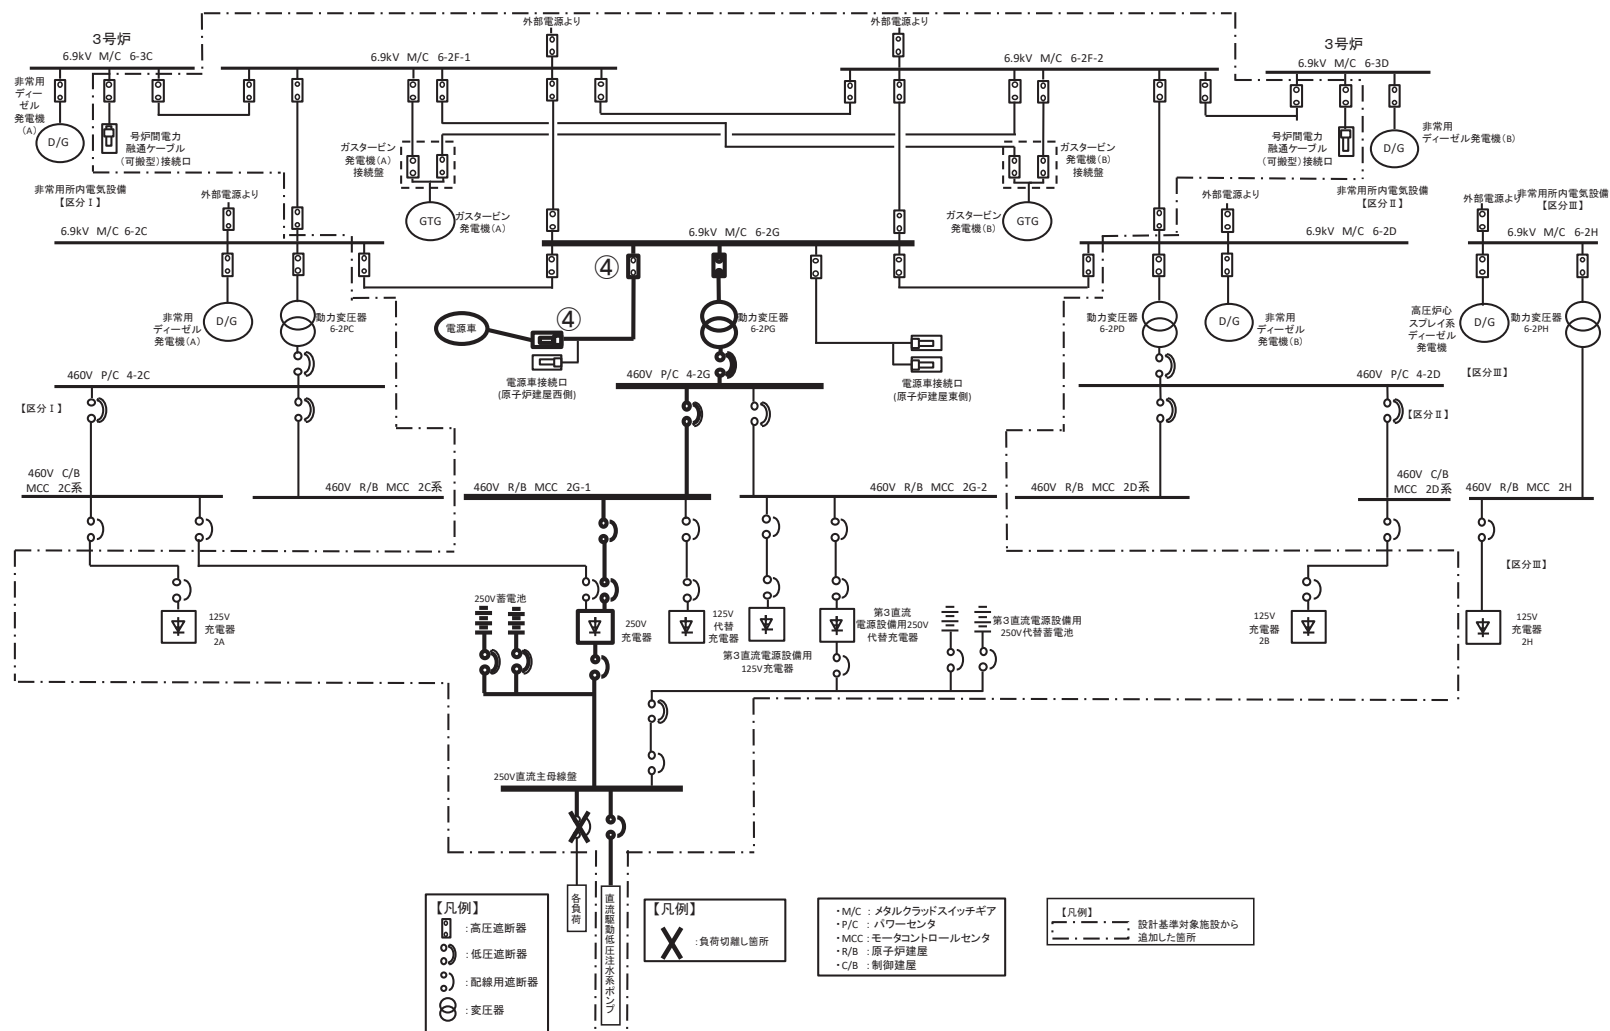 外部電源より
外部電源より
3号炉
6.9kV M/C 6-3C
6.9kV M/C 6-2F-1
6.9kV M/C 6-2F-2
3号炉
6.9kV M/C 6-3D
非常用
ディー
ゼル
発電機
(A)
D/G
号炉間電力
融通ケーブル
(可搬型)接続口
ガスタービン
発電機(A)
接続盤
GTG
ガスタービン
発電機(A)
ガスタービン
発電機(B)
接続盤
GTG
ガスタービン
発電機(B)
号炉間電力
融通ケーブル
(可搬型)接続口
D/G
非常用
ディーゼル発電機(B)
非常用所内電気設備
【区分Ⅰ】
外部電源より
6.9kV M/C 6-2C
6.9kV M/C 6-2G
外部電源より
非常用所内電気設備
【区分Ⅱ】
6.9kV M/C 6-2D
外部電源より
非常用所内電気設備
【区分Ⅲ】
6.9kV M/C 6-2H
非常用
ディーゼル
発電機(A)
D/G
動力変圧器
6-2PC
電源車
④
④
電源車接続口
(原子炉建屋西側)
動力変圧器
6-2PG
電源車接続口
(原子炉建屋東側)
動力変圧器
6-2PD
D/G
非常用
ディーゼル
発電機(B)
高圧炉心
スプレイ系
ディーゼル
発電機
D/G
動力変圧器
6-2PH
460V P/C 4-2C
460V P/C 4-2G
460V P/C 4-2D
【区分Ⅲ】
【区分Ⅰ】
【区分Ⅱ】
460V C/B
MCC 2C系
460V R/B MCC 2C系
460V R/B MCC 2G-1
460V R/B MCC 2G-2
460V R/B MCC 2D系
460V C/B
MCC 2D系
460V R/B MCC 2H
【区分Ⅲ】
125V
充電器
2A
250V蓄電池
250V
充電器
125V
代替
充電器
第3直流電源設備用
125V充電器
第3直流
電源設備用250V
代替充電器
第3直流電源設備用
250V代替蓄電池
125V
充電器
2B
125V
充電器
2H
250V直流主母線盤
各負荷
直流駆動低圧注水系ポンプ
【凡例】
:高圧遮断器
:低圧遮断器
:配線用遮断器
:変圧器
【凡例】
:負荷切離し箇所
・M/C : メタルクラッドスイッチギア
・P/C : パワーセンタ
・MCC : モータコントロールセンタ
・R/B : 原子炉建屋
・C/B : 制御建屋
【凡例】
: 設計基準対象施設から
追加した箇所